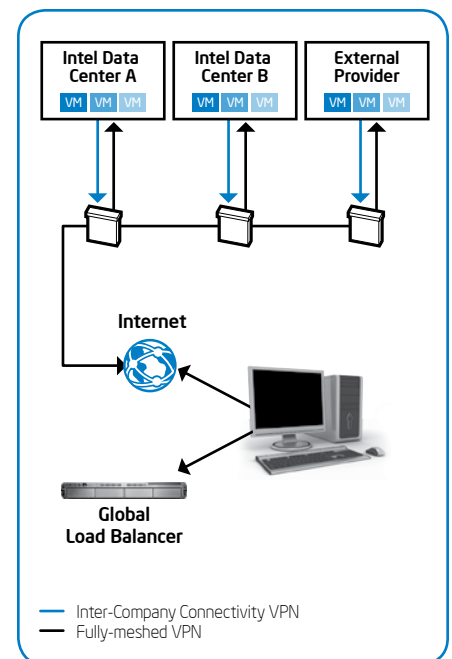 Intel Data
Center A
VM VM VM
Intel Data
Center B
VM VM VM
External
Provider
VM VM VM
Internet
Global
Load Balancer
Inter-Company Connectivity VPN
Fully-meshed VPN